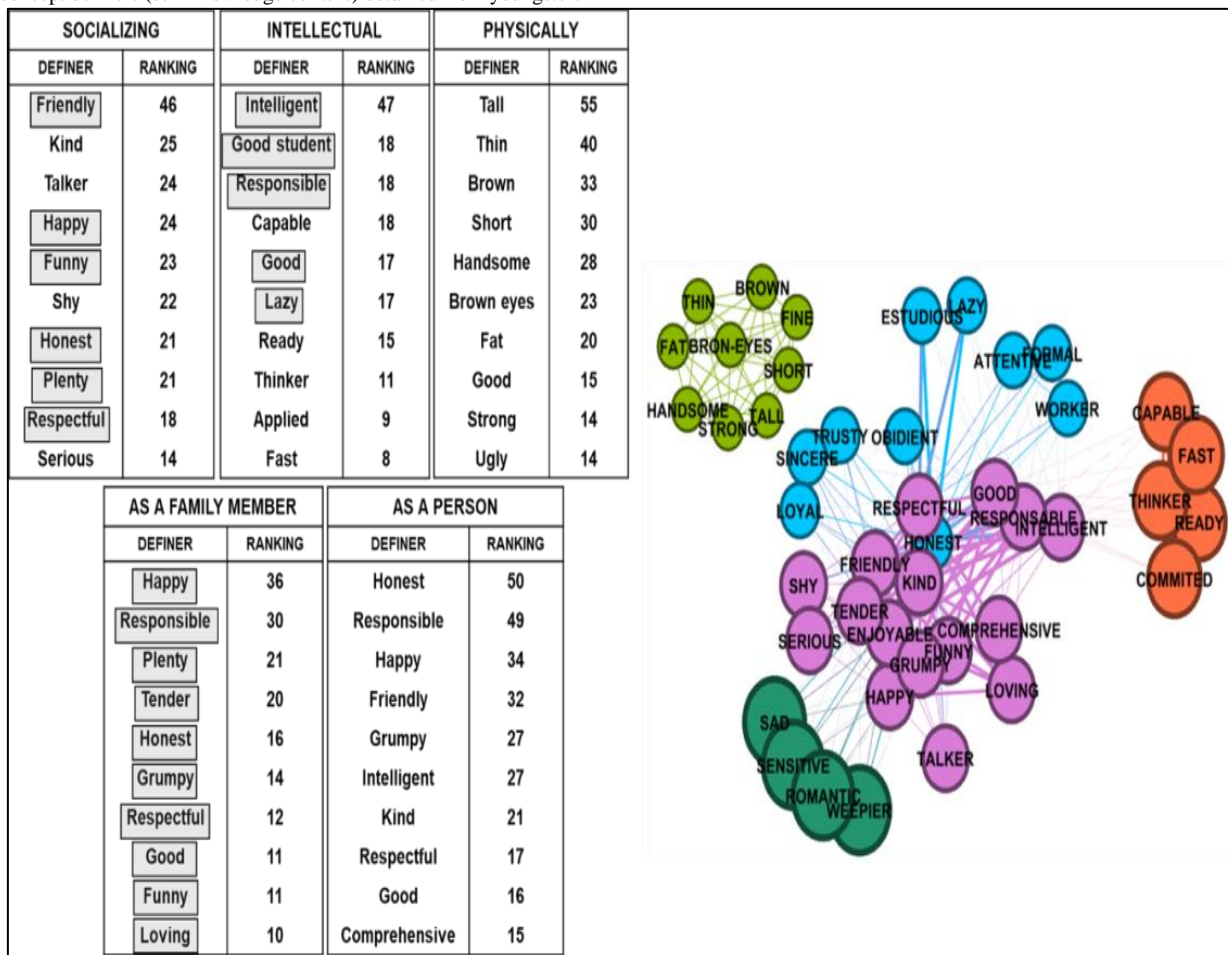 SOCIALIZING INTELLECTUAL PHYSICALLY
DEFINER RANKING DEFINER RANKING DEFINER RANKING
Friendly 46 Intelligent 47 Tall 55
Kind 25 Good student 18 Thin 40
Talker 24 Responsible 18 Brown 33
Happy 24 Capable 18 Short 30
Funny 23 Good 17 Handsome 28
Shy 22 Lazy 17 Brown eyes 23
Honest 21 Ready 15 Fat 20
Plenty 21 Thinker 11 Good 15
Respectful 18 Applied 9 Strong 14
Serious 14 Fast 8 Ugly 14
AS A FAMILY MEMBER AS A PERSON
DEFINER RANKING DEFINER RANKING
Happy 36 Honest 50
Responsible 30 Responsible 49
Plenty 21 Happy 34
Tender 20 Friendly 32
Honest 16 Grumpy 27
Grumpy 14 Intelligent 27
Respectful 12 Kind 21
Good 11 Respectful 17
Funny 11 Good 16
Loving 10 Comprehensive 15
BROWN
THIN
FINE
FAT
BRON-EYES
SHORT
HANDSOME
TALL
STRONG
ESTUDIOUS
LAZY
ATTENTIVE
FORMAL
WORKER
TRUSTY
OBIDIENT
SINCERE
LOYAL
CAPABLE
FAST
THINKER
READY
COMMITED
RESPECTFUL
GOOD
RESPONSABLE
INTELLIGENT
HONEST
FRIENDLY
KIND
SHY
TENDER
SERIOUS
ENJOYABLE
COMPREHENSIVE
FUNNY
GRUMPY
HAPPY
LOVING
TALKER
SAD
SENSITIVE
ROMANTIC
WEEPIER